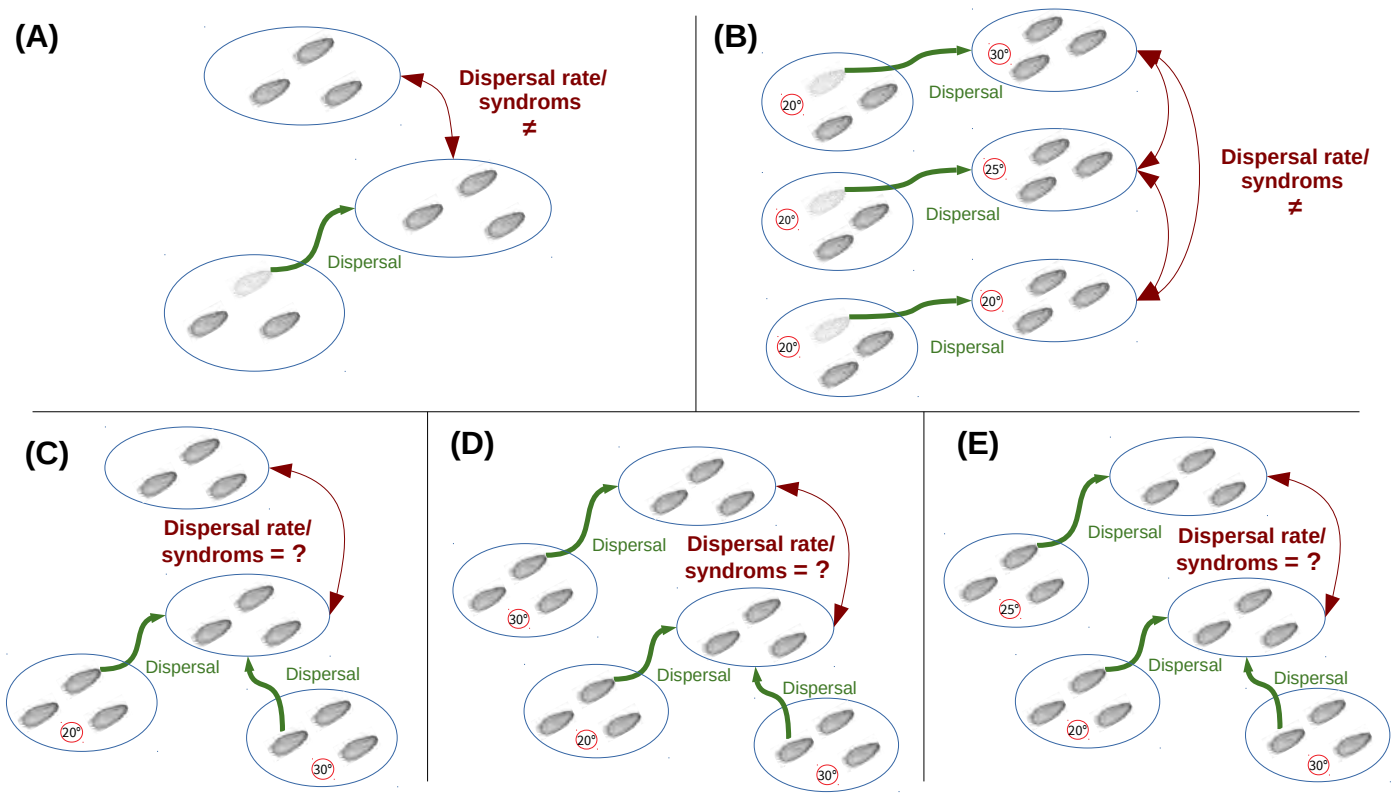 (A)
Dispersal rate/
syndroms
≠
Dispersal
(B)
20°
Dispersal
30°
20°
Dispersal
25°
20°
Dispersal
20°
Dispersal rate/
syndroms
≠
(C)
Dispersal rate/
syndroms = ?
Dispersal
Dispersal
20°
30°
(D)
Dispersal
Dispersal rate/
syndroms = ?
30°
Dispersal
Dispersal
20°
30°
(E)
Dispersal
Dispersal rate/
syndroms = ?
25°
Dispersal
Dispersal
20°
30°